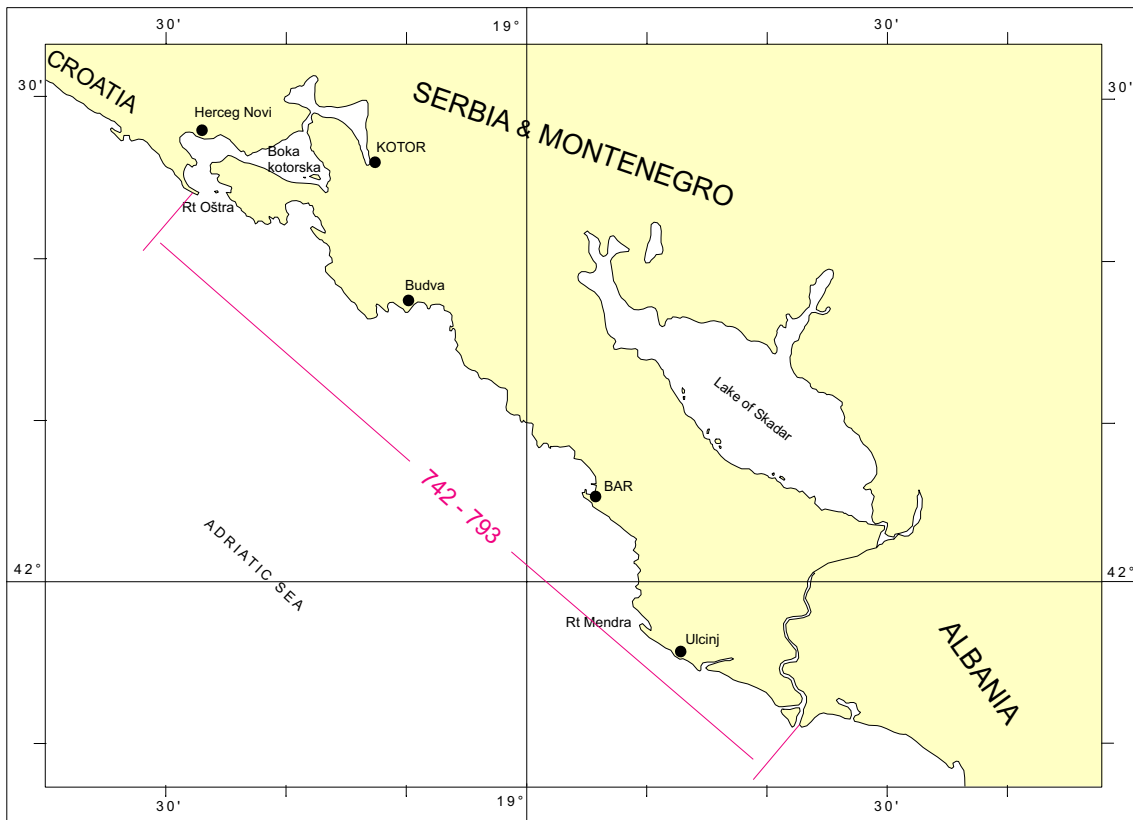 30'
19°
30'
30'
30'
CROATIA
SERBIA & MONTENEGRO
Herceg Novi
Boka
kotorska
KOTOR
Rt Oštra
Budva
Lake of Skadar
742 - 793
BAR
ADRIATIC SEA
42°
42°
Rt Mendra
Ulcinj
ALBANIA
30'
19°
30'